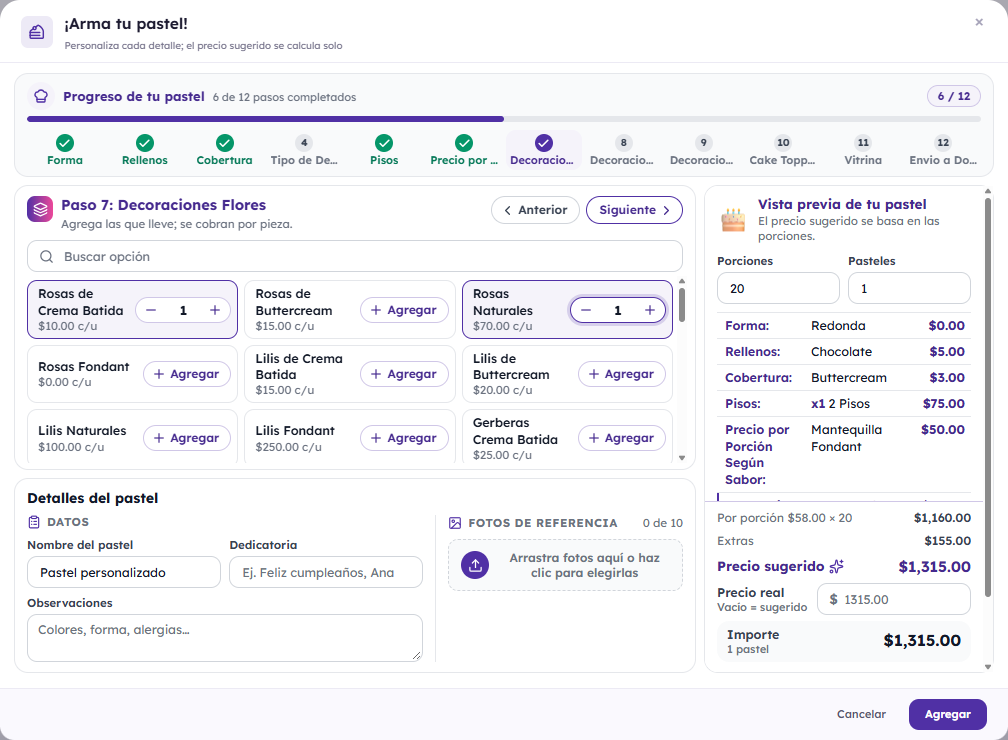 ¡Arma tu pastel!
Personaliza cada detalle; el precio sugerido se calcula solo
×
Progreso de tu pastel 6 de 12 pasos completados
6 / 12
4 8 9 10 11 12
Forma Rellenos Cobertura Tipo de De... Pisos Precio por ... Decoracio... Decoracio... Decoracio... Cake Topp... Vitrina Envio a Do...
Paso 7: Decoraciones Flores
Agrega las que lleve; se cobran por pieza.
Anterior
Siguiente
Buscar opción
Rosas de
Crema Batida
$10.00 c/u
− 1 +
Rosas de
Buttercream
$15.00 c/u
+ Agregar
Rosas
Naturales
$70.00 c/u
− 1 +
Rosas Fondant
$0.00 c/u
+ Agregar
Lilis de Crema
Batida
$15.00 c/u
+ Agregar
Lilis de
Buttercream
$20.00 c/u
+ Agregar
Lilis Naturales
$100.00 c/u
+ Agregar
Lilis Fondant
$250.00 c/u
+ Agregar
Gerberas
Crema Batida
$25.00 c/u
+ Agregar
Detalles del pastel
DATOS
Nombre del pastel
Pastel personalizado
Dedicatoria
Ej. Feliz cumpleaños, Ana
Observaciones
Colores, forma, alergias...
FOTOS DE REFERENCIA 0 de 10
Arrastra fotos aquí o haz
clic para elegirlas
Vista previa de tu pastel
El precio sugerido se basa en las
porciones.
Porciones
20
Pasteles
1
Forma: Redonda $0.00
Rellenos: Chocolate $5.00
Cobertura: Buttercream $3.00
Pisos: x1 2 Pisos $75.00
Precio por Mantequilla $50.00
Porción Fondant
Según
Sabor:
Por porción $58.00 × 20 $1,160.00
Extras $155.00
Precio sugerido $1,315.00
Precio real
Vacio = sugerido
$ 1315.00
Importe
1 pastel
$1,315.00
Cancelar
Agregar